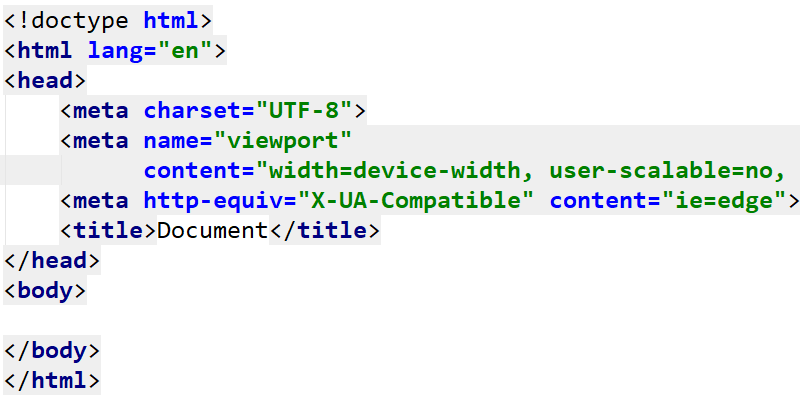 <!doctype html>
<html lang="en">
<head>
    <meta charset="UTF-8">
    <meta name="viewport"
          content="width=device-width, user-scalable=no,
    <meta http-equiv="X-UA-Compatible" content="ie=edge">
    <title>Document</title>
</head>
<body>

</body>
</html>